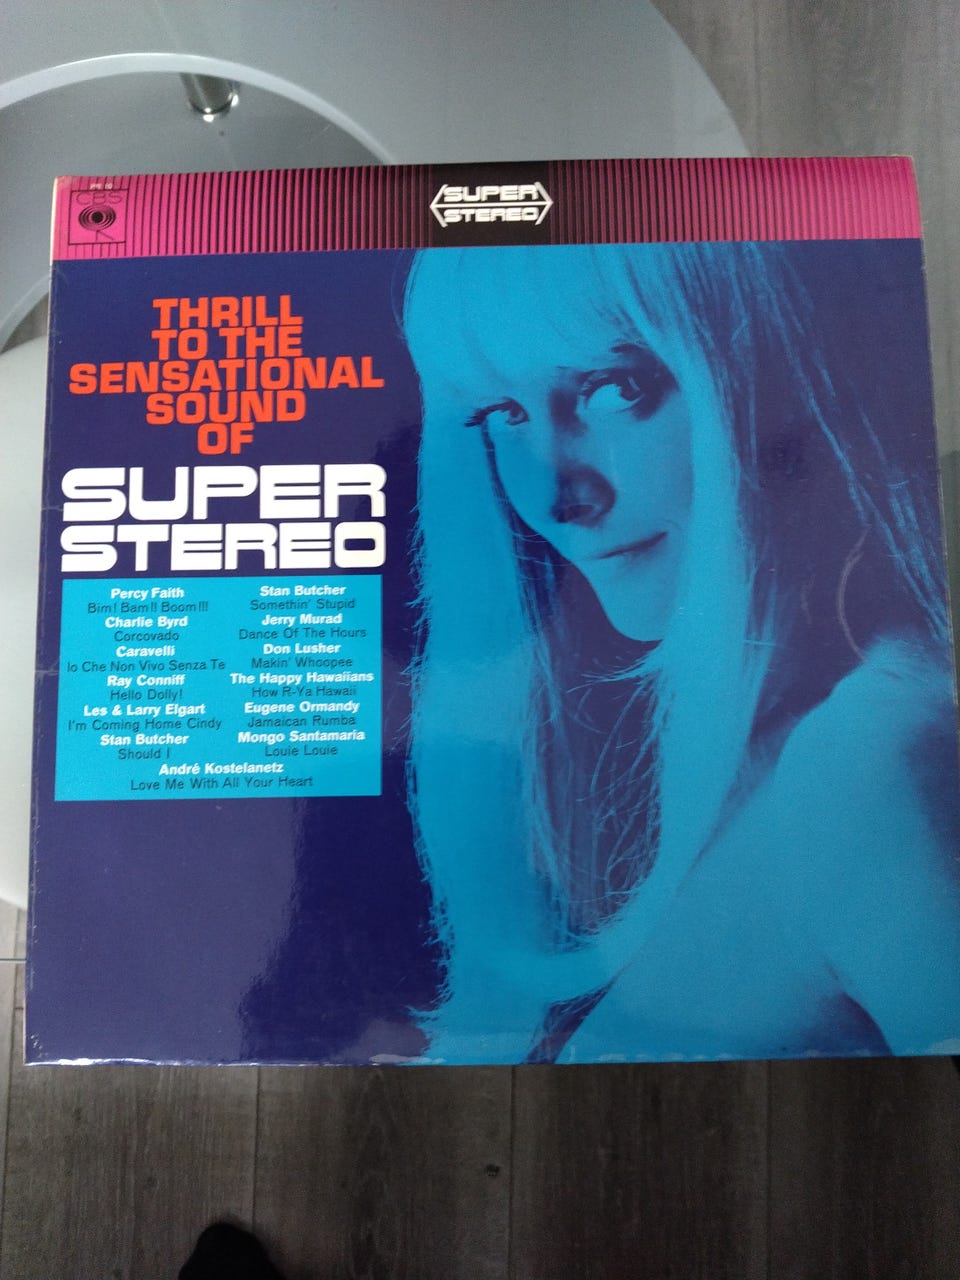 PR 10
CBS
SUPER
STEREO
THRILL
TO THE
SENSATIONAL
SOUND
OF
SUPER
STEREO
Percy Faith
Bim! Bam!! Boom!!!
Charlie Byrd
Corcovado
Caravelli
Io Che Non Vivo Senza Te
Ray Conniff
Hello Dolly!
Les & Larry Elgart
I'm Coming Home Cindy
Stan Butcher
Should I
Stan Butcher
Somethin' Stupid
Jerry Murad
Dance Of The Hours
Don Lusher
Makin' Whoopee
The Happy Hawaiians
How R-Ya Hawaii
Eugene Ormandy
Jamaican Rumba
Mongo Santamaria
Louie Louie
André Kostelanetz
Love Me With All Your Heart